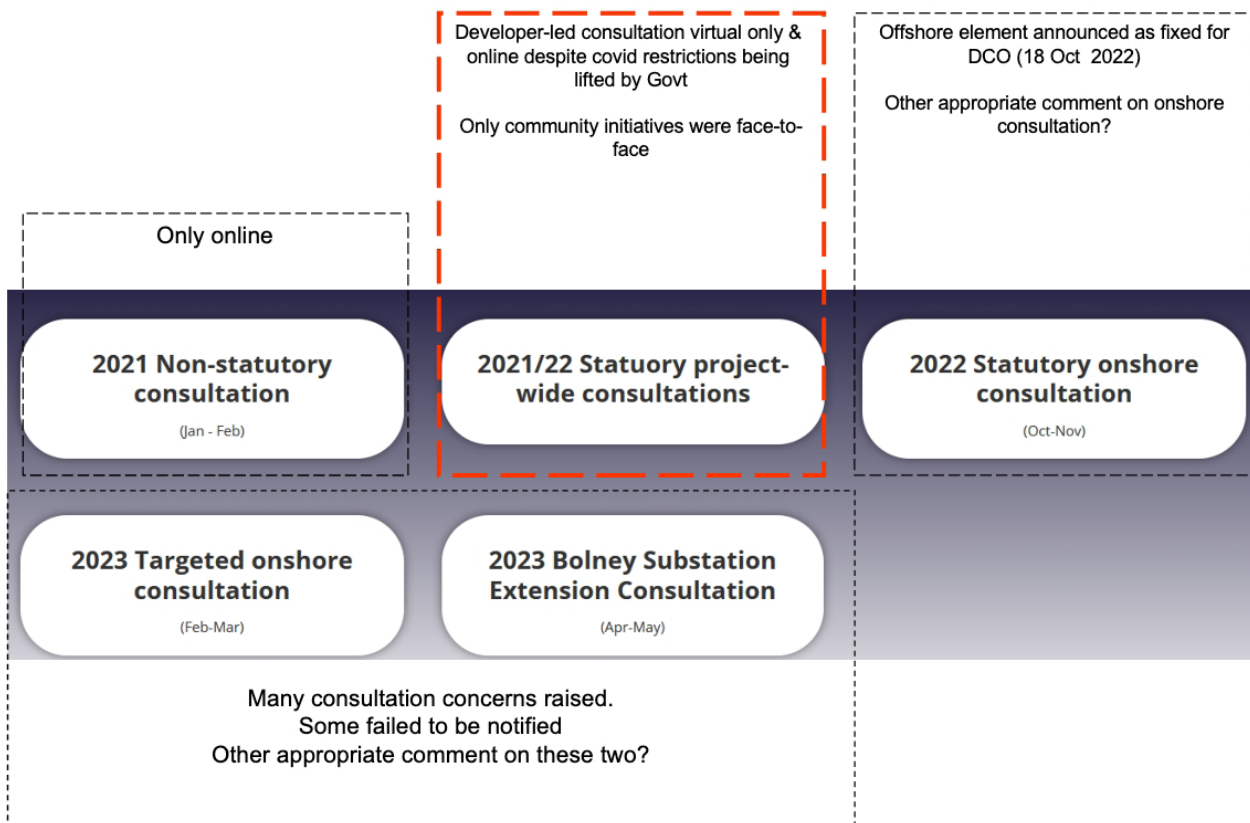 Developer-led consultation virtual only &
online despite covid restrictions being
lifted by Govt
Only community initiatives were face-to-
face
Offshore element announced as fixed for
DCO (18 Oct 2022)
Other appropriate comment on onshore
consultation?
Only online
2021 Non-statutory
consultation
(Jan - Feb)
2021/22 Statuory project-
wide consultations
2022 Statutory onshore
consultation
(Oct-Nov)
2023 Targeted onshore
consultation
(Feb-Mar)
2023 Bolney Substation
Extension Consultation
(Apr-May)
Many consultation concerns raised.
Some failed to be notified
Other appropriate comment on these two?